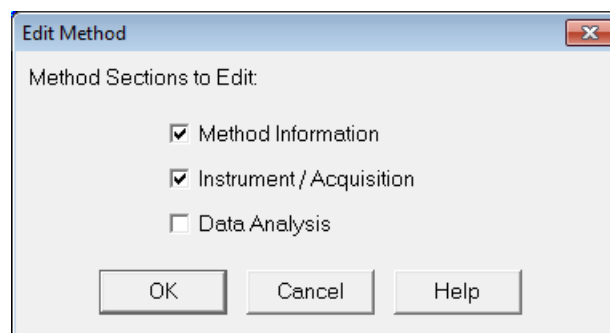 Edit Method
Method Sections to Edit:
Method Information
Instrument / Acquisition
Data Analysis
OK Cancel Help